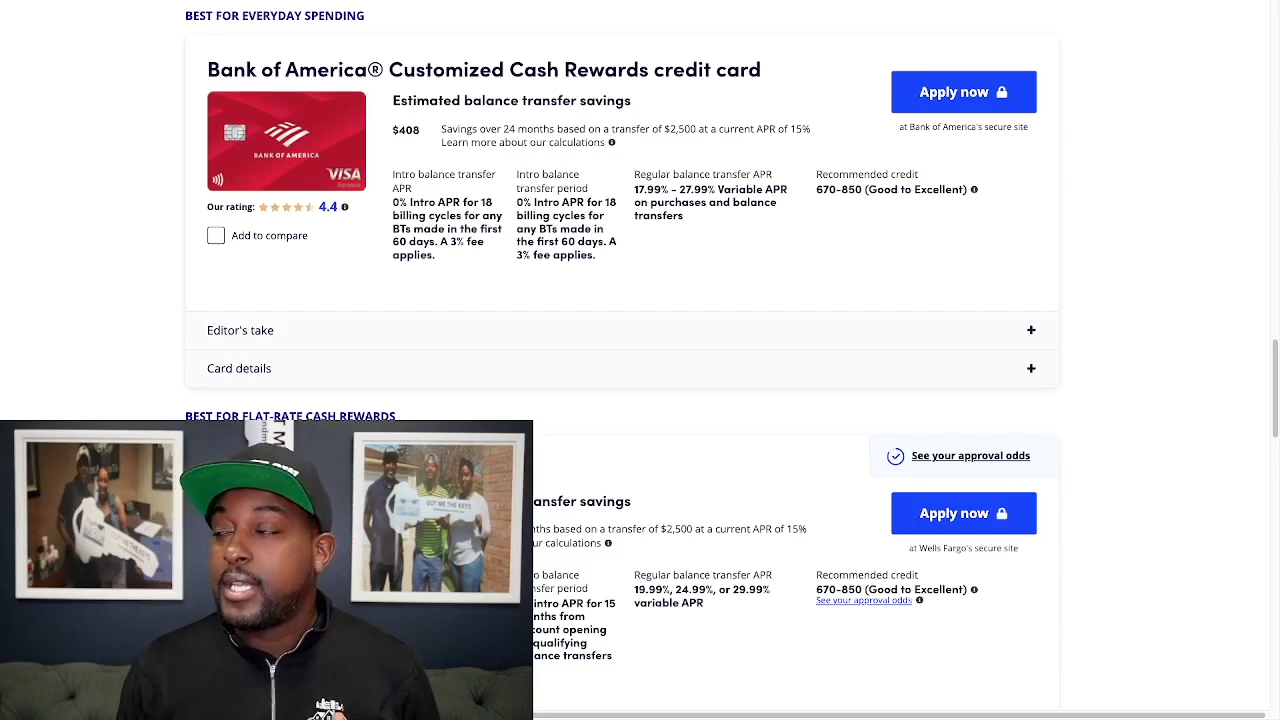 BEST FOR EVERYDAY SPENDING
Bank of America® Customized Cash Rewards credit card
Apply now
at Bank of America's secure site
BANK OF AMERICA
VISA
Signature
Our rating: 4.4
Add to compare
Estimated balance transfer savings
$408
Savings over 24 months based on a transfer of $2,500 at a current APR of 15%
Learn more about our calculations
Intro balance transfer
APR
0% Intro APR for 18
billing cycles for any
BTs made in the first
60 days. A 3% fee
applies.
Intro balance
transfer period
0% Intro APR for 18
billing cycles for
any BTs made in
the first 60 days. A
3% fee applies.
Regular balance transfer APR
17.99% - 27.99% Variable APR
on purchases and balance
transfers
Recommended credit
670-850 (Good to Excellent)
Editor's take
Card details
BEST FOR FLAT-RATE CASH REWARDS
See your approval odds
Apply now
at Wells Fargo's secure site
ansfer savings
ths based on a transfer of $2,500 at a current APR of 15%
ur calculations
o balance
nsfer period
intro APR for 15
nths from
count opening
qualifying
ance transfers
Regular balance transfer APR
19.99%, 24.99%, or 29.99%
variable APR
Recommended credit
670-850 (Good to Excellent)
See your approval odds
GOT ME THE KEYS